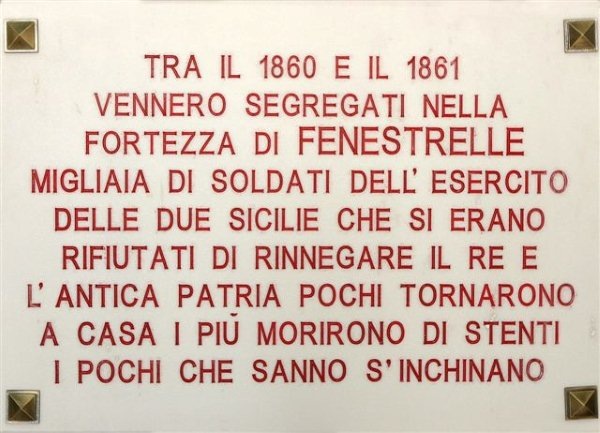 TRA IL 1860 E IL 1861
VENNERO SEGREGATI NELLA
FORTEZZA DI FENESTRELLE
MIGLIAIA DI SOLDATI DELL' ESERCITO
DELLE DUE SICILIE CHE SI ERANO
RIFIUTATI DI RINNEGARE IL RE E
L' ANTICA PATRIA POCHI TORNARONO
A CASA I PIŬ MORIRONO DI STENTI
I POCHI CHE SANNO S'INCHINANO